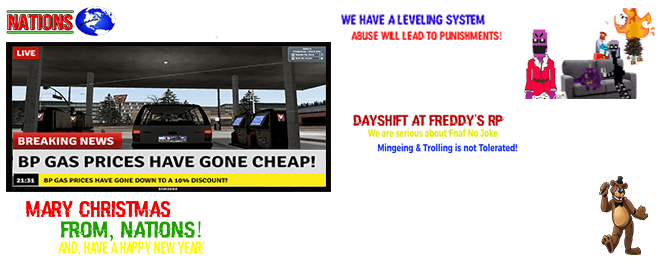 NATIONS
LIVE
BREAKING NEWS
BP GAS PRICES HAVE GONE CHEAP!
21:31 BP GAS PRICES HAVE GONE DOWN TO A 10% DISCOUNT!
SAMSUNG
MARY CHRISTMAS
FROM, NATIONS!
AND, HAVE A HAPPY NEW YEAR!
WE HAVE A LEVELING SYSTEM
ABUSE WILL LEAD TO PUNISHMENTS!
DAYSHIFT AT FREDDY'S RP
We are serious about Fnaf No Joke
Mingeing & Trolling is not Tolerated!